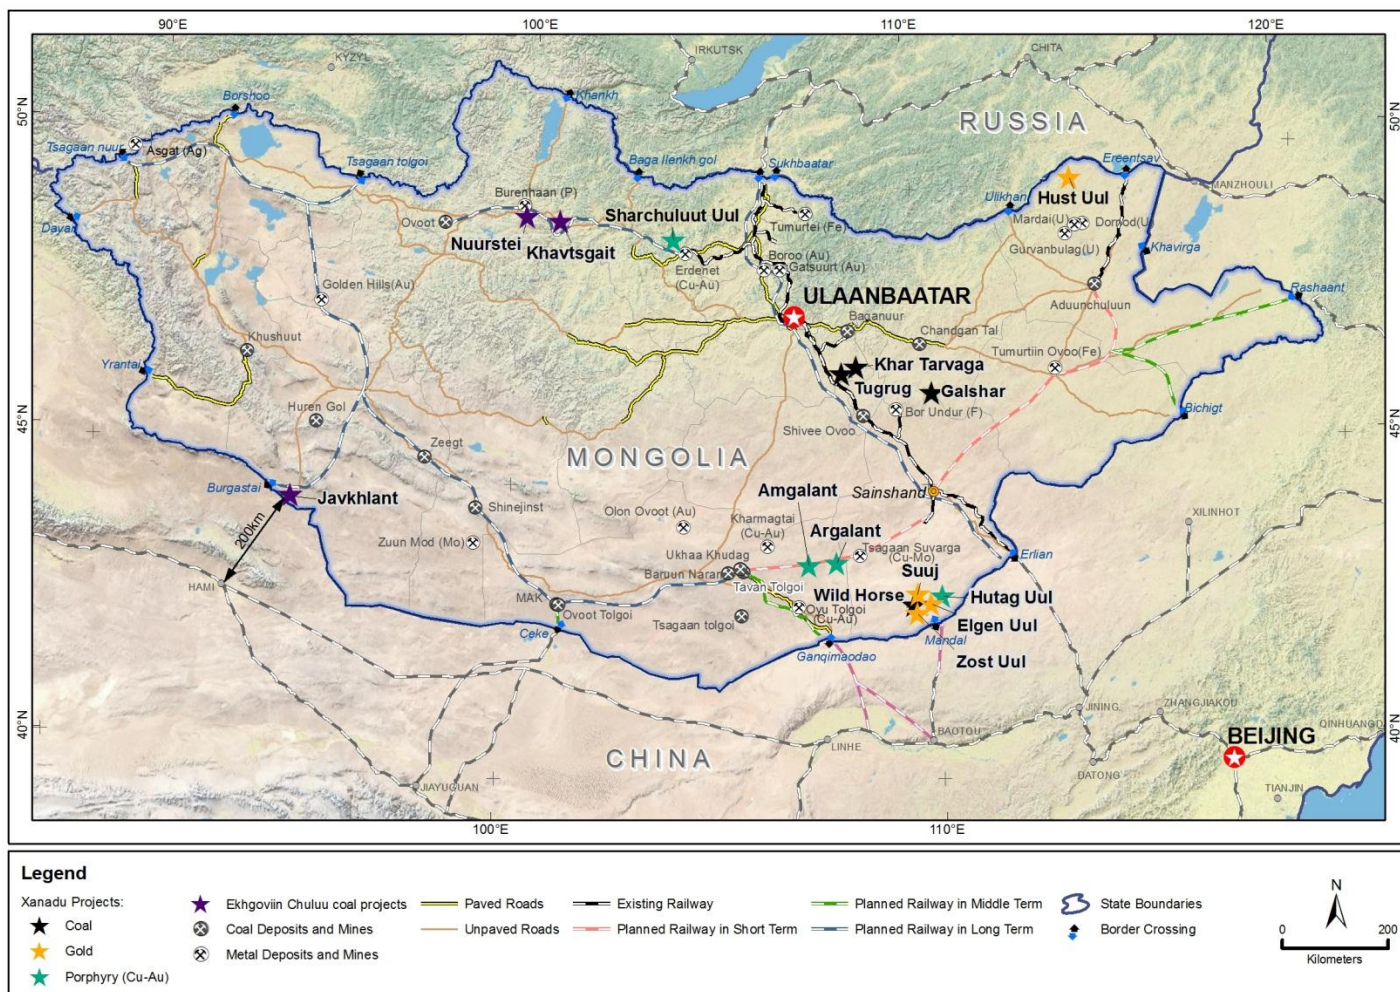 90°E
100°E
110°E
120°E
IRKUTSK
CHITA
KYZYL
50°N
50°N
Borshoo
Khankh
RUSSIA
Tsagaan nuur
Asgat (Ag)
Tsagaan tolgoi
Baga Ilenkh gol
Sukhbaatar
Ereentsav
MANZHOULI
Burenhaan (P)
Ulikhan
Hust Uul
Dayan
Ovoot
Sharchuluut Uul
Tumurtei (Fe)
Mardai(U)
Dornod(U)
Nuurstei
Khavtsgait
Gurvanbulag(U)
Khavirga
Boroo (Au)
Gatsuurt (Au)
Erdenet
(Cu-Au)
Golden Hills(Au)
ULAANBAATAR
Aduunchuluun
Rashaant
Baganuur
Chandgan Tal
Khushuut
Tumurtiin Ovoo(Fe)
Yrantai
Khar Tarvaga
Tugrug
Galshar
Huren Gol
Bor Undur (F)
Bichigt
45°N
45°N
Shivee Ovoo
Zeegt
MONGOLIA
Burgastai
Javkhlant
Amgalant
Sainshand
Shinejinst
Olon Ovoot (Au)
Kharmagtai
(Cu-Au)
Argalant
XILINHOT
200km
Zuun Mod (Mo)
Ukhaa Khudag
Tsagaan Suvarga
(Cu-Mo)
Erlian
Baruun Naran
Suuj
HAMI
Tavan Tolgoi
Wild Horse
Hutag Uul
MAK
Ovoot Tolgoi
Oyu Tolgoi
(Cu-Au)
Tsagaan tolgoi
Elgen Uul
Ceke
Mandal
Ganqimaodao
Zost Uul
40°N
40°N
JINING
ZHANGJIAKOU
QINHUANGD
BAOTOU
BEIJING
LINHE
CHINA
DATONG
JIAYUGUAN
TIANJIN
100°E
110°E
Legend
Xanadu Projects:
Coal
Gold
Porphyry (Cu-Au)
Ekhgoviin Chuluu coal projects
Coal Deposits and Mines
Metal Deposits and Mines
Paved Roads
Unpaved Roads
Existing Railway
Planned Railway in Short Term
Planned Railway in Middle Term
Planned Railway in Long Term
State Boundaries
Border Crossing
N
0
200
Kilometers